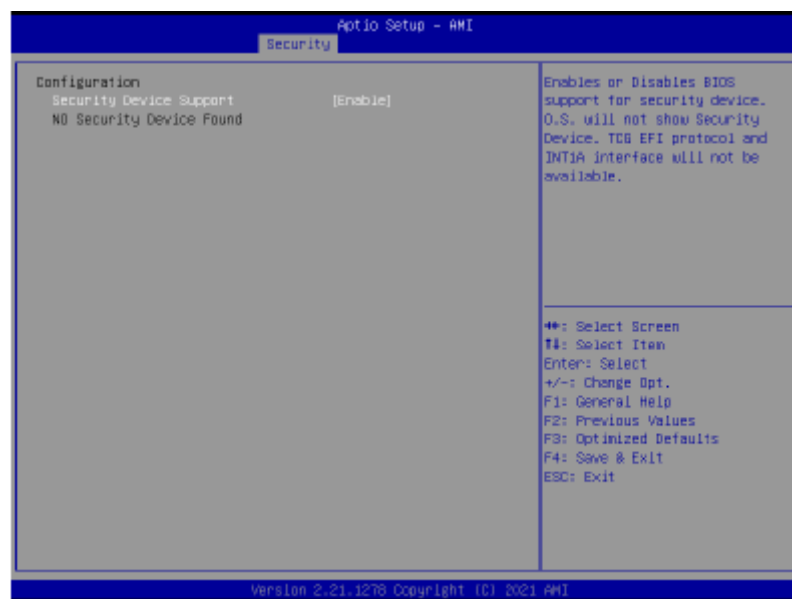 Aptio Setup - AMI
Security
Configuration
Security Device Support [Enable]
NO Security Device Found
Enables or Disables BIOS
support for security device.
O.S. will not show Security
Device. TCG EFI protocol and
INT1A interface will not be
available.
: Select Screen
↑↓: Select Item
Enter: Select
+/-: Change Opt.
F1: General Help
F2: Previous Values
F3: Optimized Defaults
F4: Save & Exit
ESC: Exit
Version 2.21.1278 Copyright (C) 2021 AMI